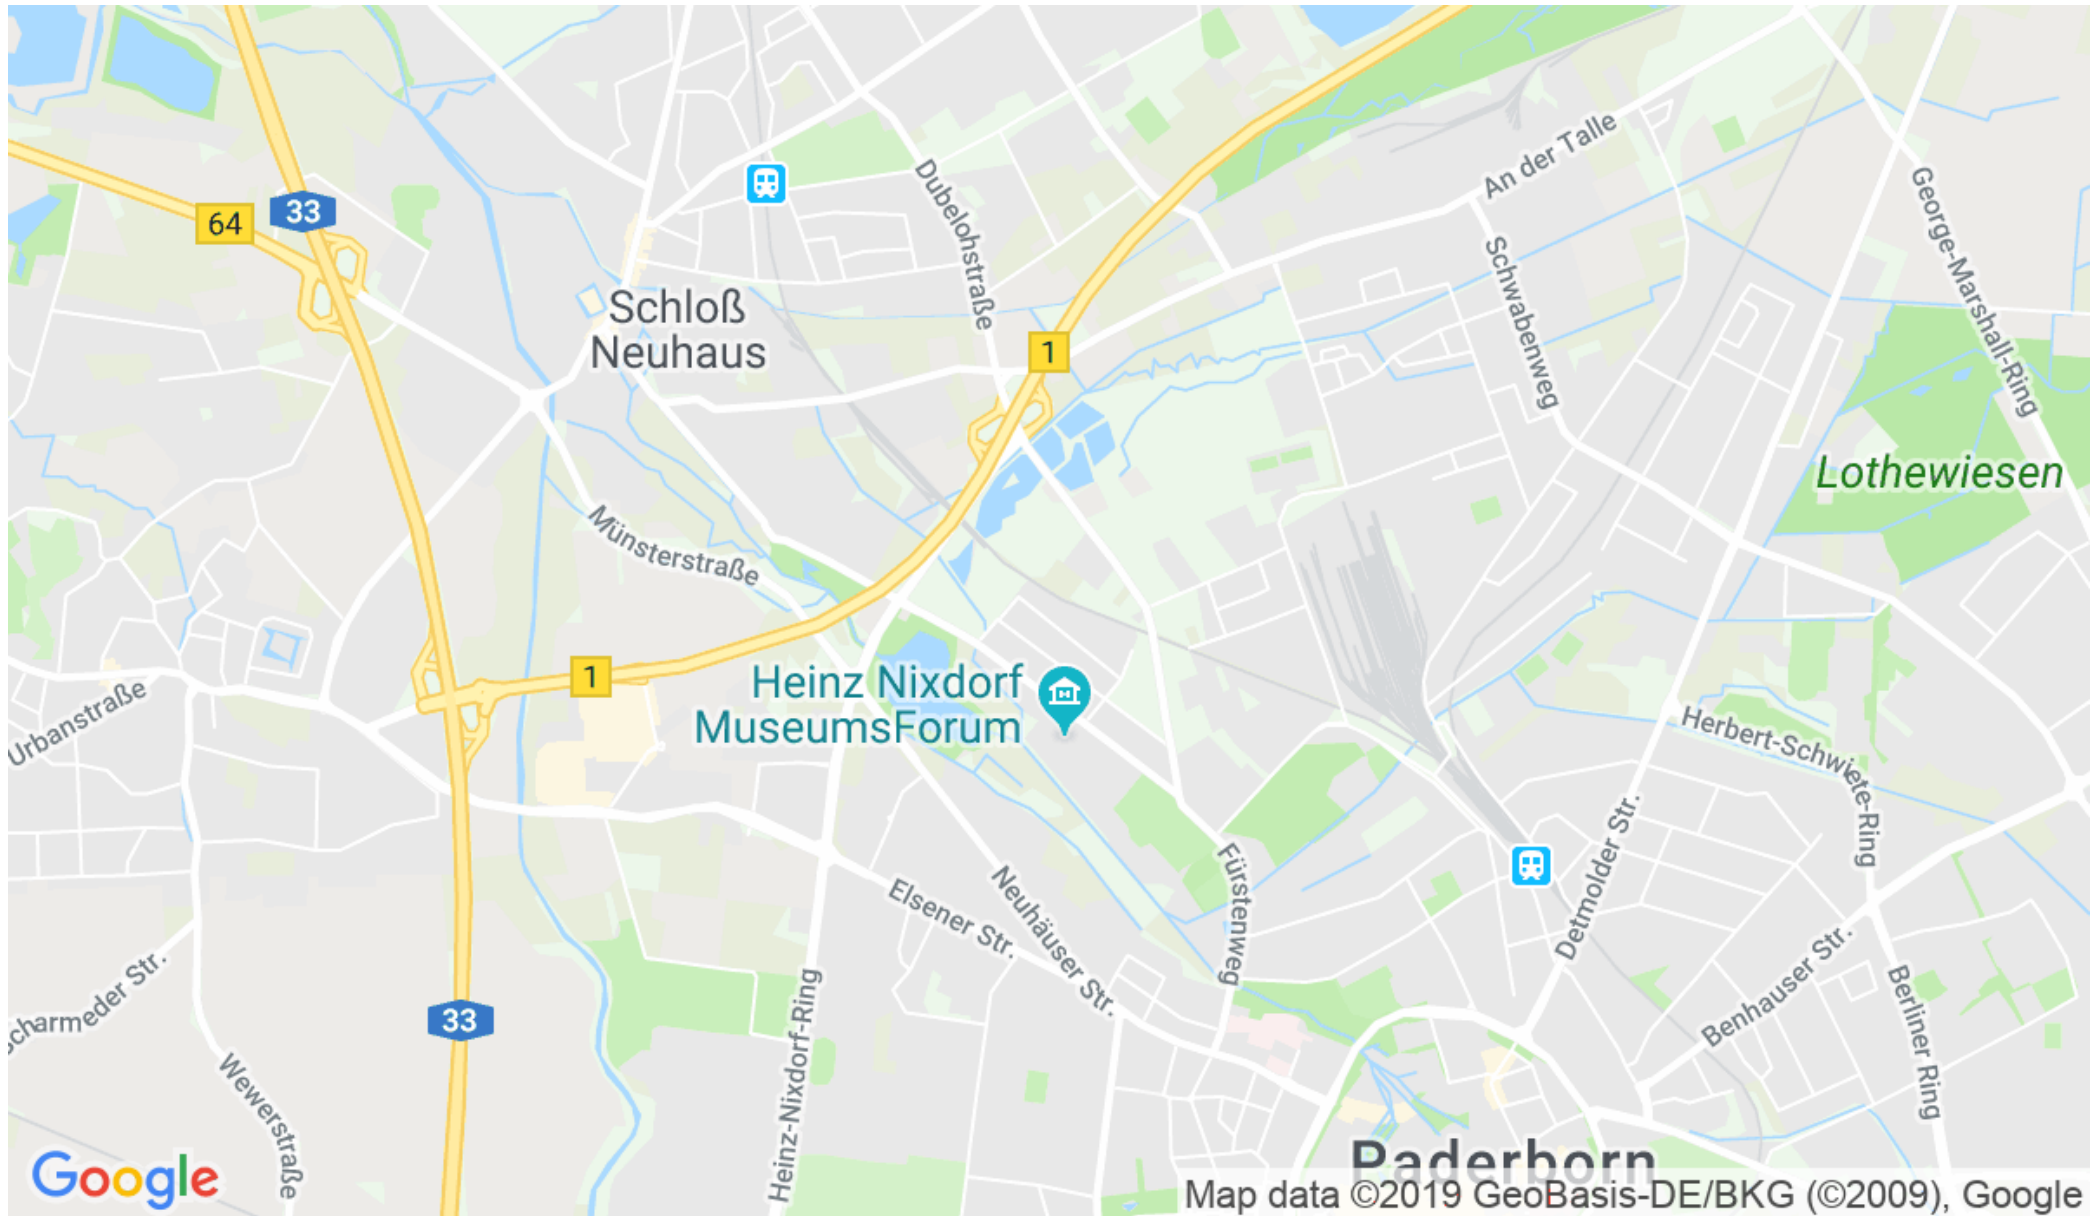 An der Talle
Dubelohstraße
George-Marshall-Ring
33
64
Schwabenweg
Schloß
Neuhaus
1
Lothewiesen
Münsterstraße
1
Heinz Nixdorf
MuseumsForum
Urbanstraße
Herbert-Schwiete-Ring
Detmolder Str.
Fürstenweg
Neuhäuser Str.
Elsener Str.
Benhauser Str.
Scharmeder Str.
Berliner Ring
Heinz-Nixdorf-Ring
33
Wewerstraße
Paderborn
Google
Map data ©2019 GeoBasis-DE/BKG (©2009), Google